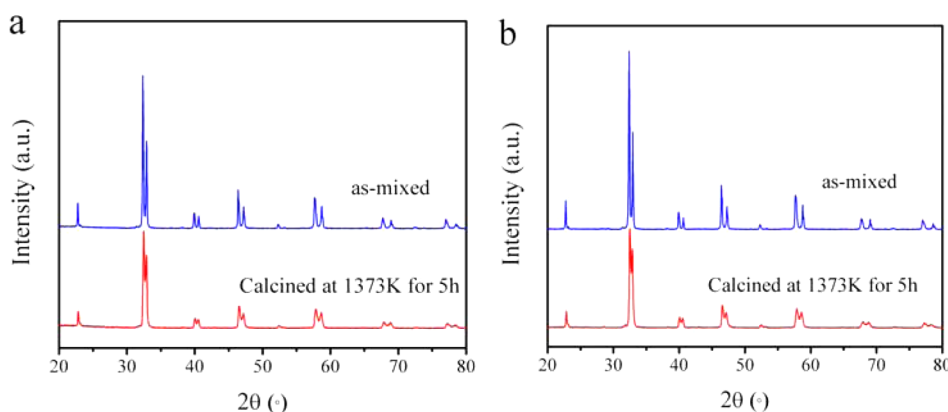 a
Intensity (a.u.)
as-mixed
Calcined at 1373K for 5h
20 30 40 50 60 70 80
2θ (◦)
b
Intensity (a.u.)
as-mixed
Calcined at 1373K for 5h
20 30 40 50 60 70 80
2θ (◦)